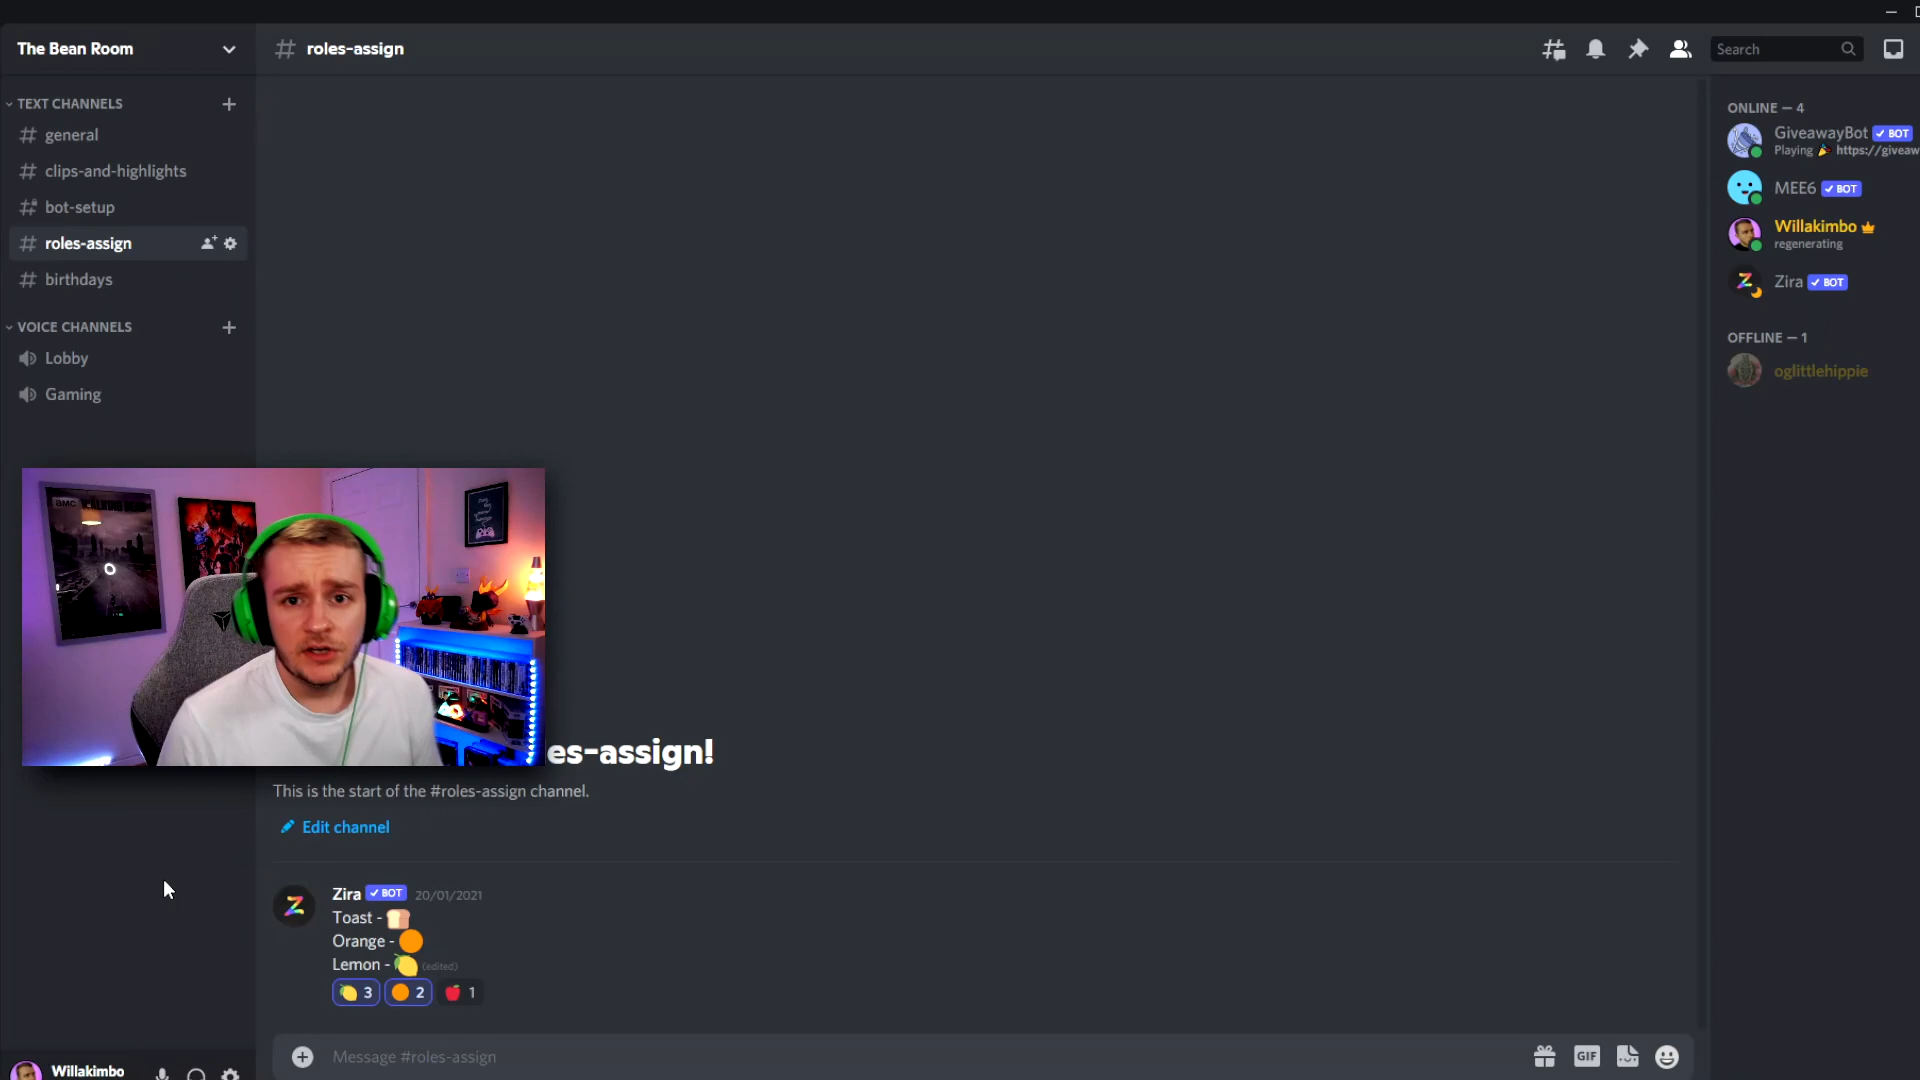 The Bean Room
roles-assign
Search
TEXT CHANNELS
general
clips-and-highlights
bot-setup
roles-assign
birthdays
VOICE CHANNELS
Lobby
Gaming
ONLINE — 4
GiveawayBot ✓ BOT
Playing 🎉 https://giveaw
MEE6 ✓ BOT
Willakimbo
regenerating
Zira ✓ BOT
OFFLINE — 1
oglittlehippie
AMC
es-assign!
This is the start of the #roles-assign channel.
Edit channel
Zira ✓ BOT 20/01/2021
Toast - 🍞
Orange - 🟠
Lemon - 🍋 (edited)
🍋 3 🟠 2 🍎 1
Message #roles-assign
GIF
Willakimbo